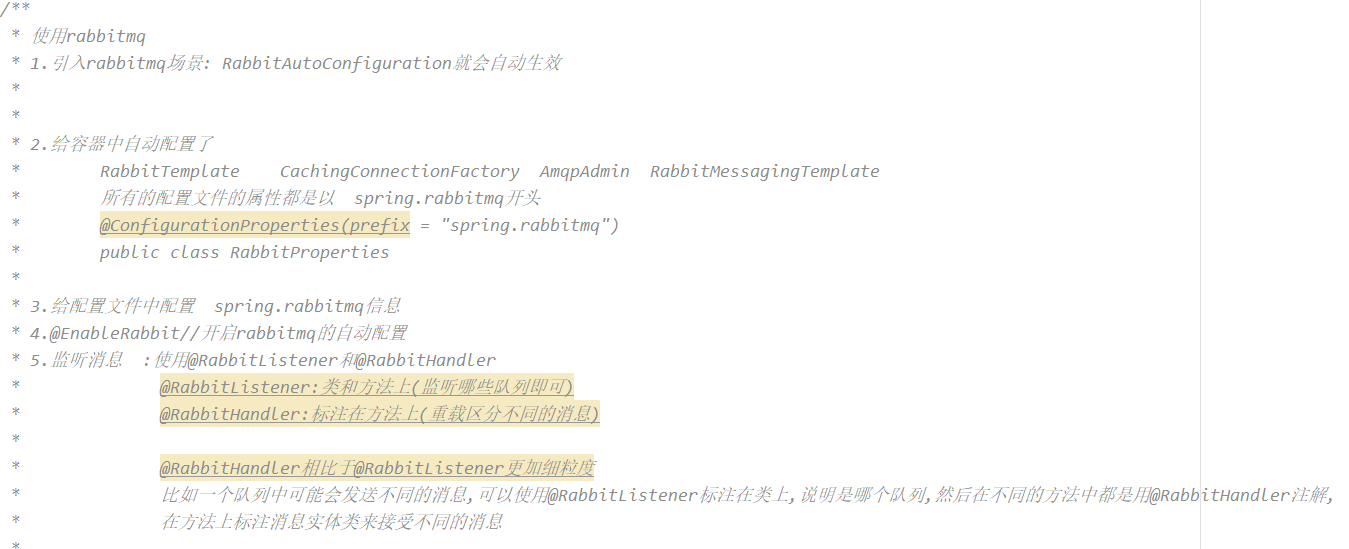 /**
* 使用rabbitmq
* 1.引入rabbitmq场景: RabbitAutoConfiguration就会自动生效
*
*
* 2.给容器中自动配置了
* RabbitTemplate CachingConnectionFactory AmqpAdmin RabbitMessagingTemplate
* 所有的配置文件的属性都是以 spring.rabbitmq开头
* @ConfigurationProperties(prefix = "spring.rabbitmq")
* public class RabbitProperties
*
* 3.给配置文件中配置 spring.rabbitmq信息
* 4.@EnableRabbit//开启rabbitmq的自动配置
* 5.监听消息 :使用@RabbitListener和@RabbitHandler
* @RabbitListener:类和方法上(监听哪些队列即可)
* @RabbitHandler:标注在方法上(重载区分不同的消息)
*
* @RabbitHandler相比于@RabbitListener更加细粒度
* 比如一个队列中可能会发送不同的消息,可以使用@RabbitListener标注在类上,说明是哪个队列,然后在不同的方法中都是用@RabbitHandler注解,
* 在方法上标注消息实体类来接受不同的消息
*